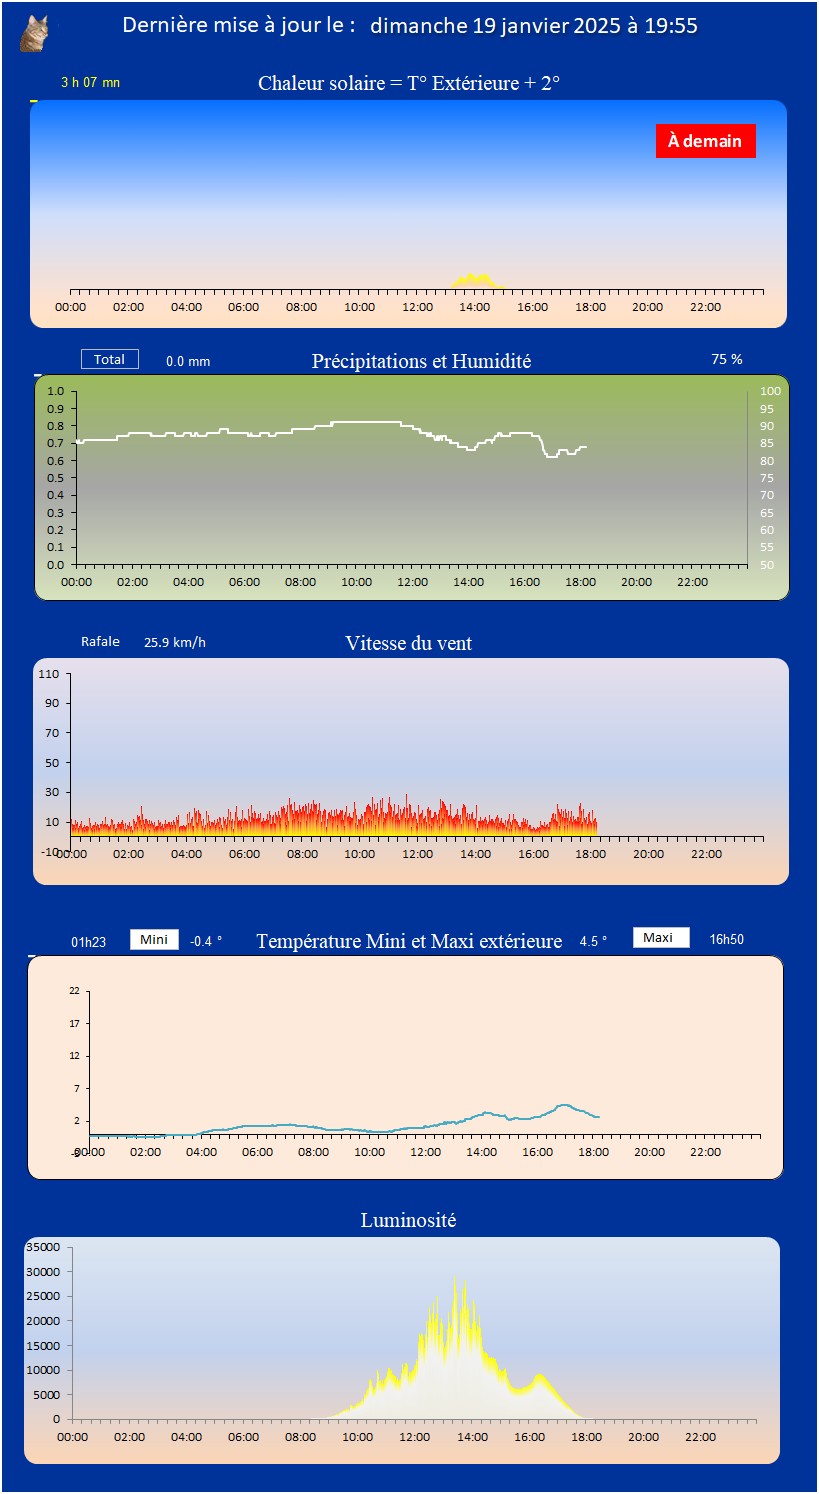 Dernière mise à jour le : dimanche 19 janvier 2025 à 19:55
3 h 07 mn Chaleur solaire = T° Extérieure + 2°
À demain
00:00 02:00 04:00 06:00 08:00 10:00 12:00 14:00 16:00 18:00 20:00 22:00
Total 0.0 mm Précipitations et Humidité 75 %
1.0 100
0.9 95
0.8 90
0.7 85
0.6 80
0.5 75
0.4 70
0.3 65
0.2 60
0.1 55
0.0 50
00:00 02:00 04:00 06:00 08:00 10:00 12:00 14:00 16:00 18:00 20:00 22:00
Rafale 25.9 km/h Vitesse du vent
110
90
70
50
30
10
-10
00:00 02:00 04:00 06:00 08:00 10:00 12:00 14:00 16:00 18:00 20:00 22:00
01h23 Mini -0.4 ° Température Mini et Maxi extérieure 4.5 ° Maxi 16h50
22
17
12
7
2
00:00 02:00 04:00 06:00 08:00 10:00 12:00 14:00 16:00 18:00 20:00 22:00
Luminosité
35000
30000
25000
20000
15000
10000
5000
0
00:00 02:00 04:00 06:00 08:00 10:00 12:00 14:00 16:00 18:00 20:00 22:00